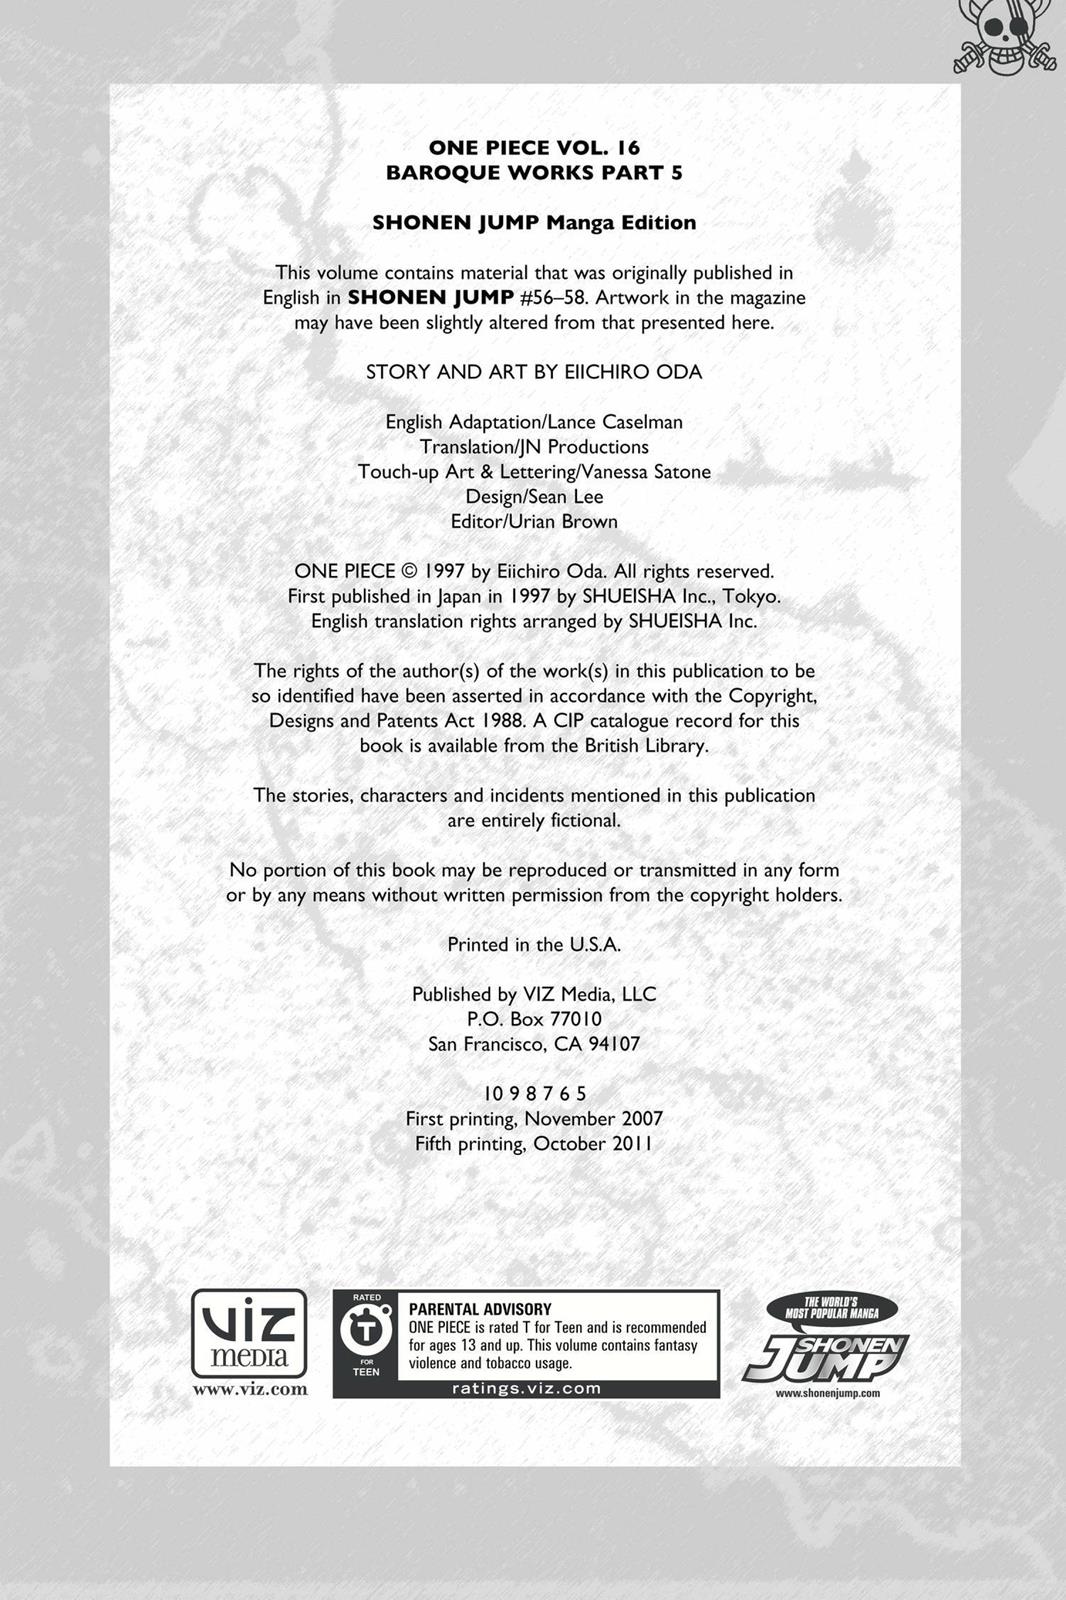 ONE PIECE VOL. 16
BAROQUE WORKS PART 5
SHONEN JUMP Manga Edition
This volume contains material that was originally published in
English in SHONEN JUMP #56–58. Artwork in the magazine
may have been slightly altered from that presented here.
STORY AND ART BY EIICHIRO ODA
English Adaptation/Lance Caselman
Translation/JN Productions
Touch-up Art & Lettering/Vanessa Satone
Design/Sean Lee
Editor/Urian Brown
ONE PIECE © 1997 by Eiichiro Oda. All rights reserved.
First published in Japan in 1997 by SHUEISHA Inc., Tokyo.
English translation rights arranged by SHUEISHA Inc.
The rights of the author(s) of the work(s) in this publication to be
so identified have been asserted in accordance with the Copyright,
Designs and Patents Act 1988. A CIP catalogue record for this
book is available from the British Library.
The stories, characters and incidents mentioned in this publication
are entirely fictional.
No portion of this book may be reproduced or transmitted in any form
or by any means without written permission from the copyright holders.
Printed in the U.S.A.
Published by VIZ Media, LLC
P.O. Box 77010
San Francisco, CA 94107
10 9 8 7 6 5
First printing, November 2007
Fifth printing, October 2011
viz
media
www.viz.com
RATED
T
FOR
TEEN
PARENTAL ADVISORY
ONE PIECE is rated T for Teen and is recommended
for ages 13 and up. This volume contains fantasy
violence and tobacco usage.
ratings.viz.com
THE WORLD'S
MOST POPULAR MANGA
SHONEN
JUMP
www.shonenjump.com